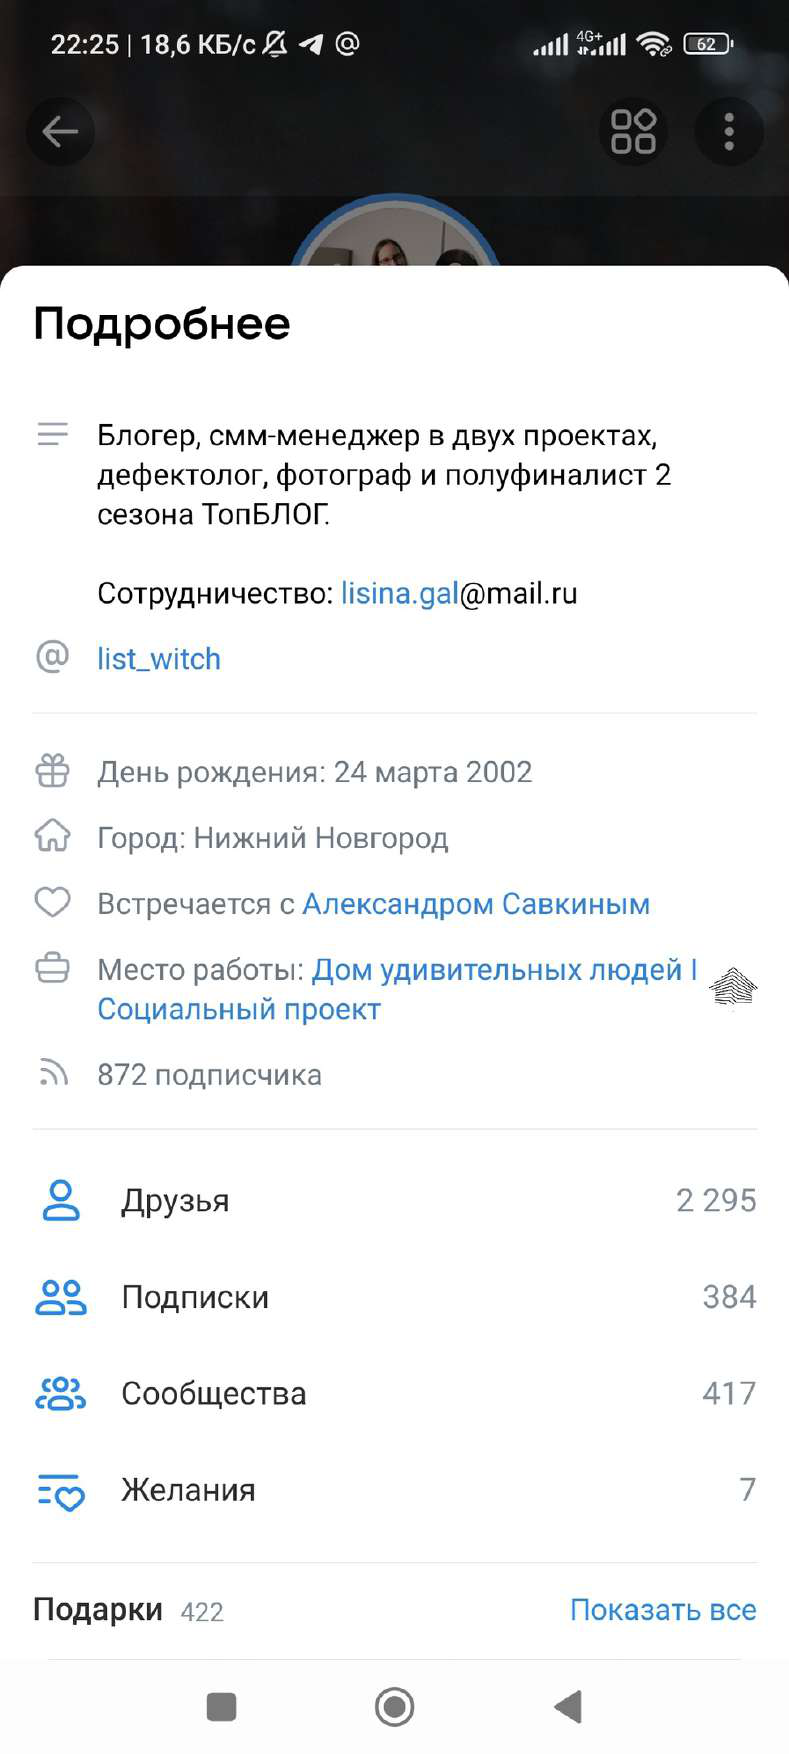 22:25 | 18,6 КБ/с 4G+ 62
Подробнее
Блогер, смм-менеджер в двух проектах,
дефектолог, фотограф и полуфиналист 2
сезона ТопБЛОГ.
Сотрудничество: lisina.gal@mail.ru
list_witch
День рождения: 24 марта 2002
Город: Нижний Новгород
Встречается с Александром Савкиным
Место работы: Дом удивительных людей I
Социальный проект
872 подписчика
Друзья 2 295
Подписки 384
Сообщества 417
Желания 7
Подарки 422 Показать все